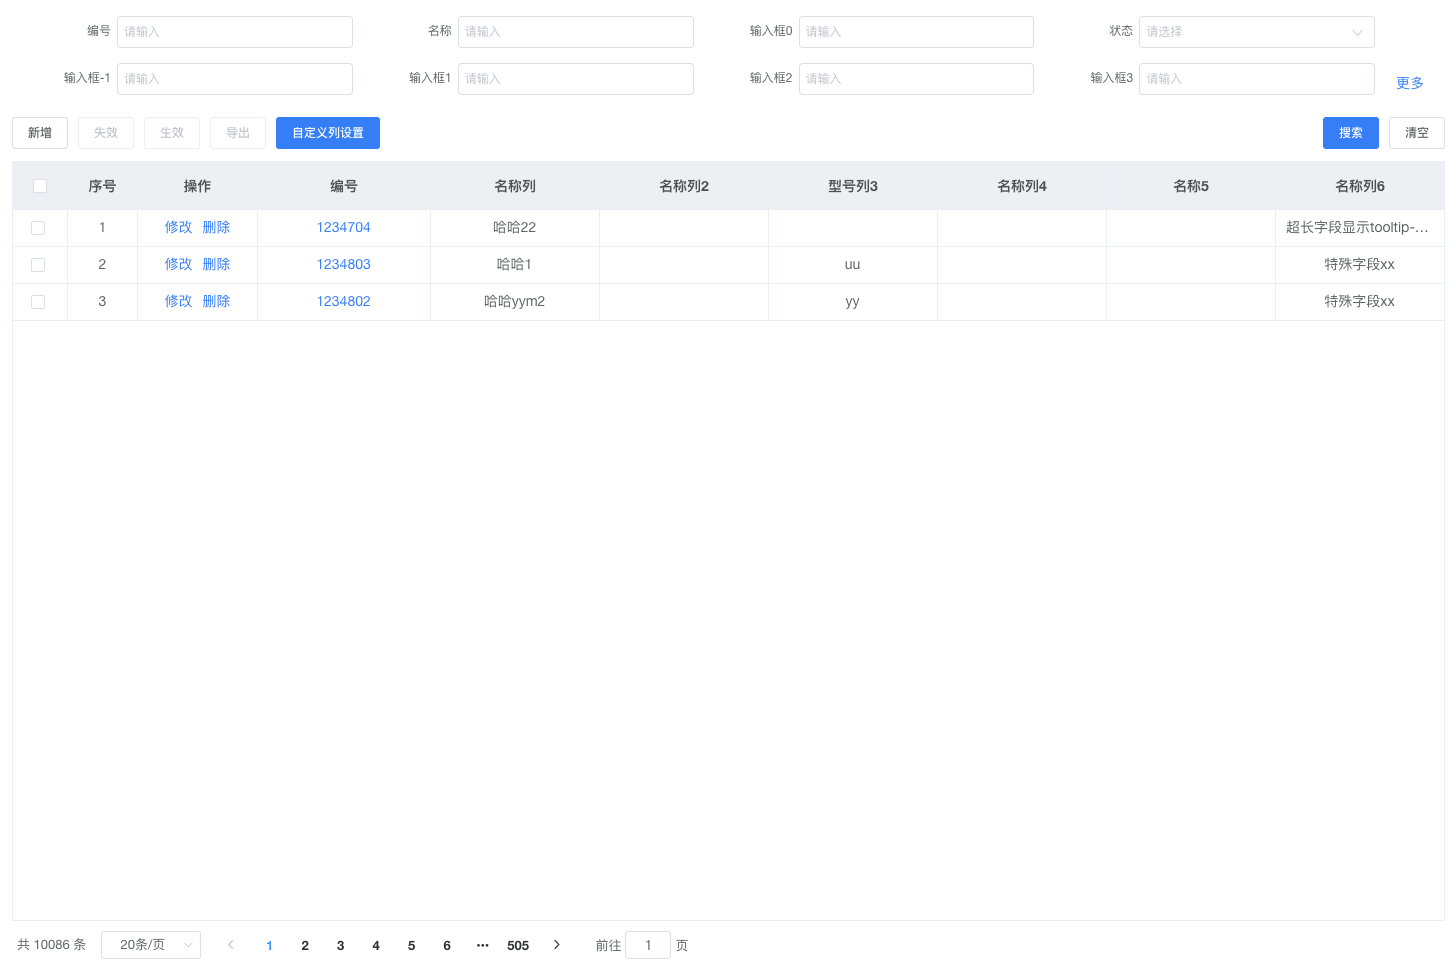 编号 请输入 名称 请输入 输入框0 请输入 状态 请选择
输入框-1 请输入 输入框1 请输入 输入框2 请输入 输入框3 请输入 更多
新增 失效 生效 导出 自定义列设置 搜索 清空
序号 操作 编号 名称列 名称列2 型号列3 名称列4 名称5 名称列6
1 修改 删除 1234704 哈哈22 超长字段显示tooltip-...
2 修改 删除 1234803 哈哈1 uu 特殊字段xx
3 修改 删除 1234802 哈哈yym2 yy 特殊字段xx
共 10086 条 20条/页 1 2 3 4 5 6 ... 505 前往 1 页